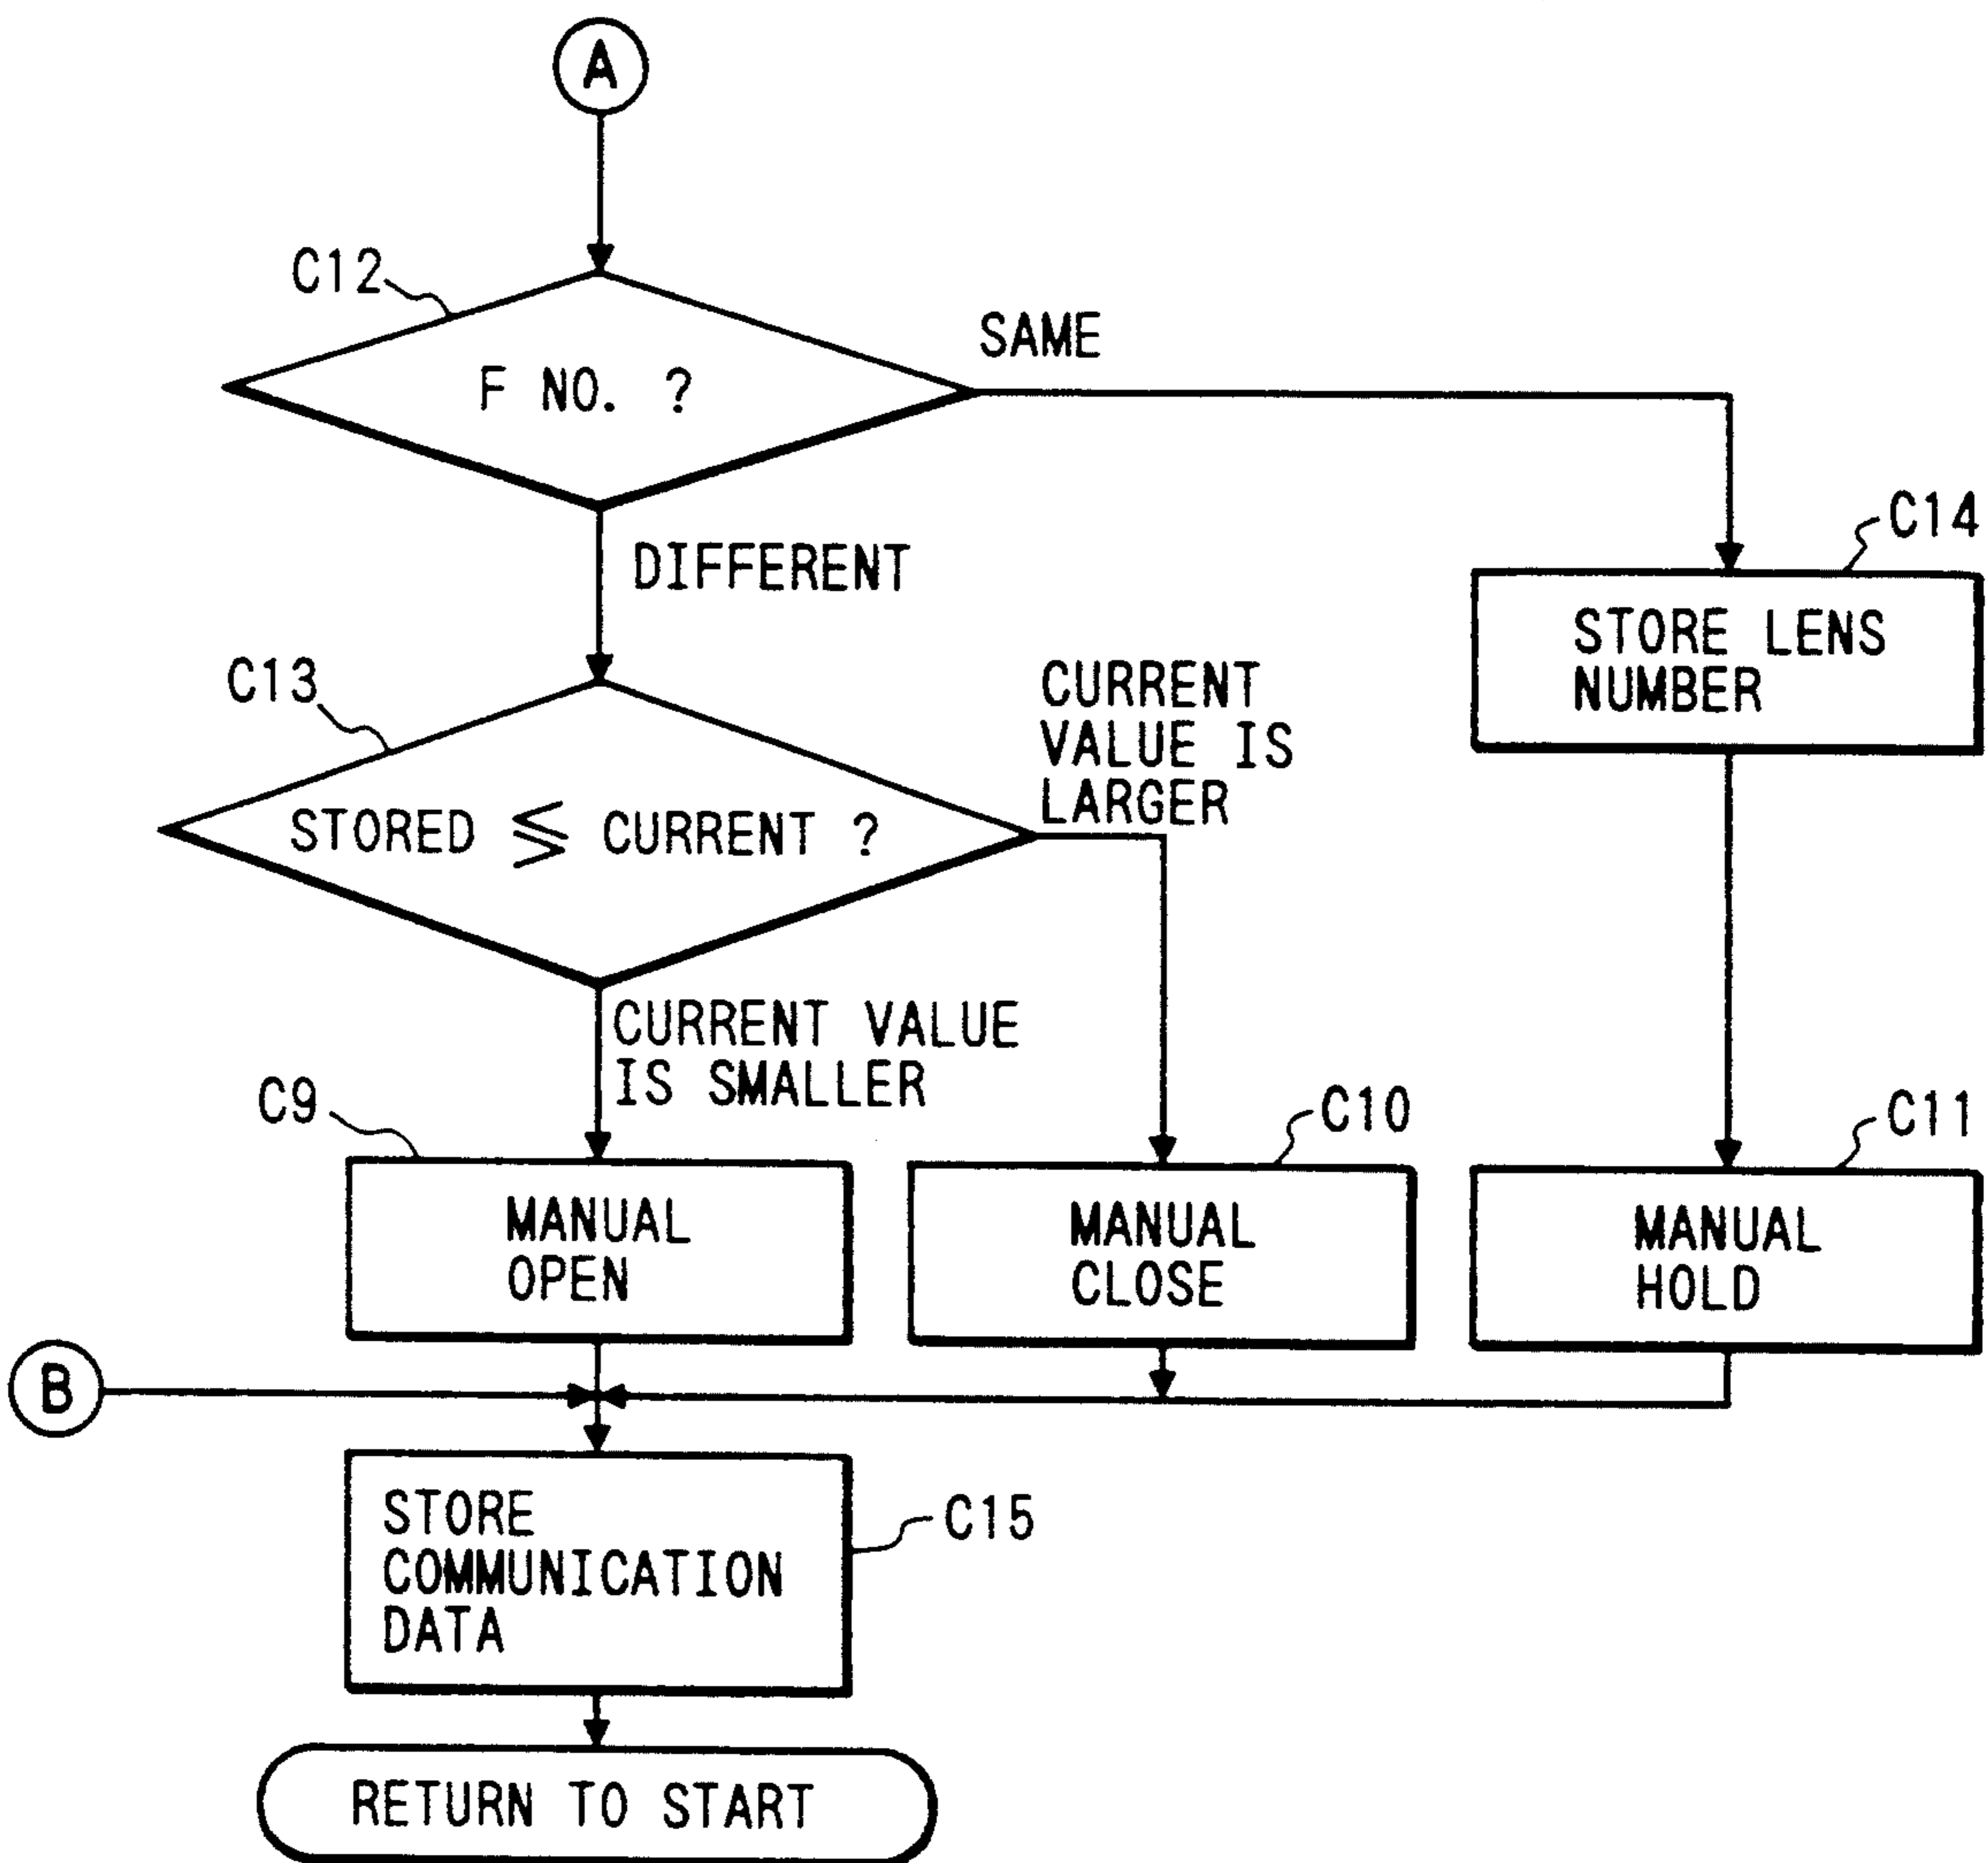 A
C12
F NO. ?
SAME
DIFFERENT
C14
STORE LENS
NUMBER
C13
STORED ≶ CURRENT ?
CURRENT
VALUE IS
LARGER
CURRENT VALUE
IS SMALLER
C9
MANUAL
OPEN
C10
MANUAL
CLOSE
C11
MANUAL
HOLD
B
STORE
COMMUNICATION
DATA
C15
RETURN TO START